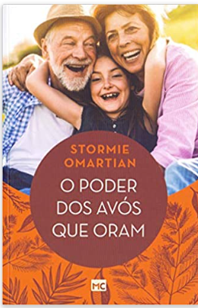 STORMIE
OMARTIAN
O PODER
DOS AVÓS
QUE ORAM
MC